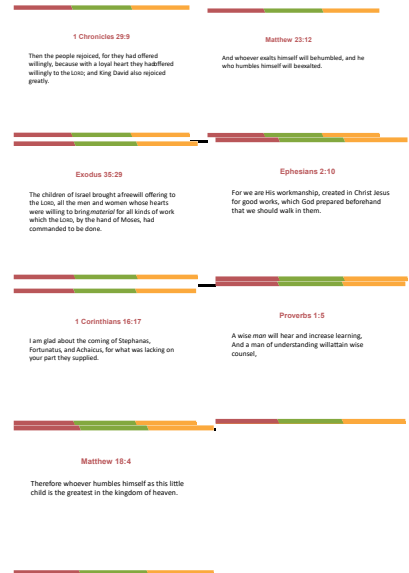 1 Chronicles 29:9
Then the people rejoiced, for they had offered
willingly, because with a loyal heart they hadoffered
willingly to the LORD; and King David also rejoiced
greatly.
Matthew 23:12
And whoever exalts himself will behumbled, and he
who humbles himself will beexalted.
Exodus 35:29
The children of Israel brought afreewill offering to
the LORD, all the men and women whose hearts
were willing to bringmaterial for all kinds of work
which the LORD, by the hand of Moses, had
commanded to be done.
Ephesians 2:10
For we are His workmanship, created in Christ Jesus
for good works, which God prepared beforehand
that we should walk in them.
1 Corinthians 16:17
I am glad about the coming of Stephanas,
Fortunatus, and Achaicus, for what was lacking on
your part they supplied.
Proverbs 1:5
A wise man will hear and increase learning,
And a man of understanding willattain wise
counsel,
Matthew 18:4
Therefore whoever humbles himself as this little
child is the greatest in the kingdom of heaven.